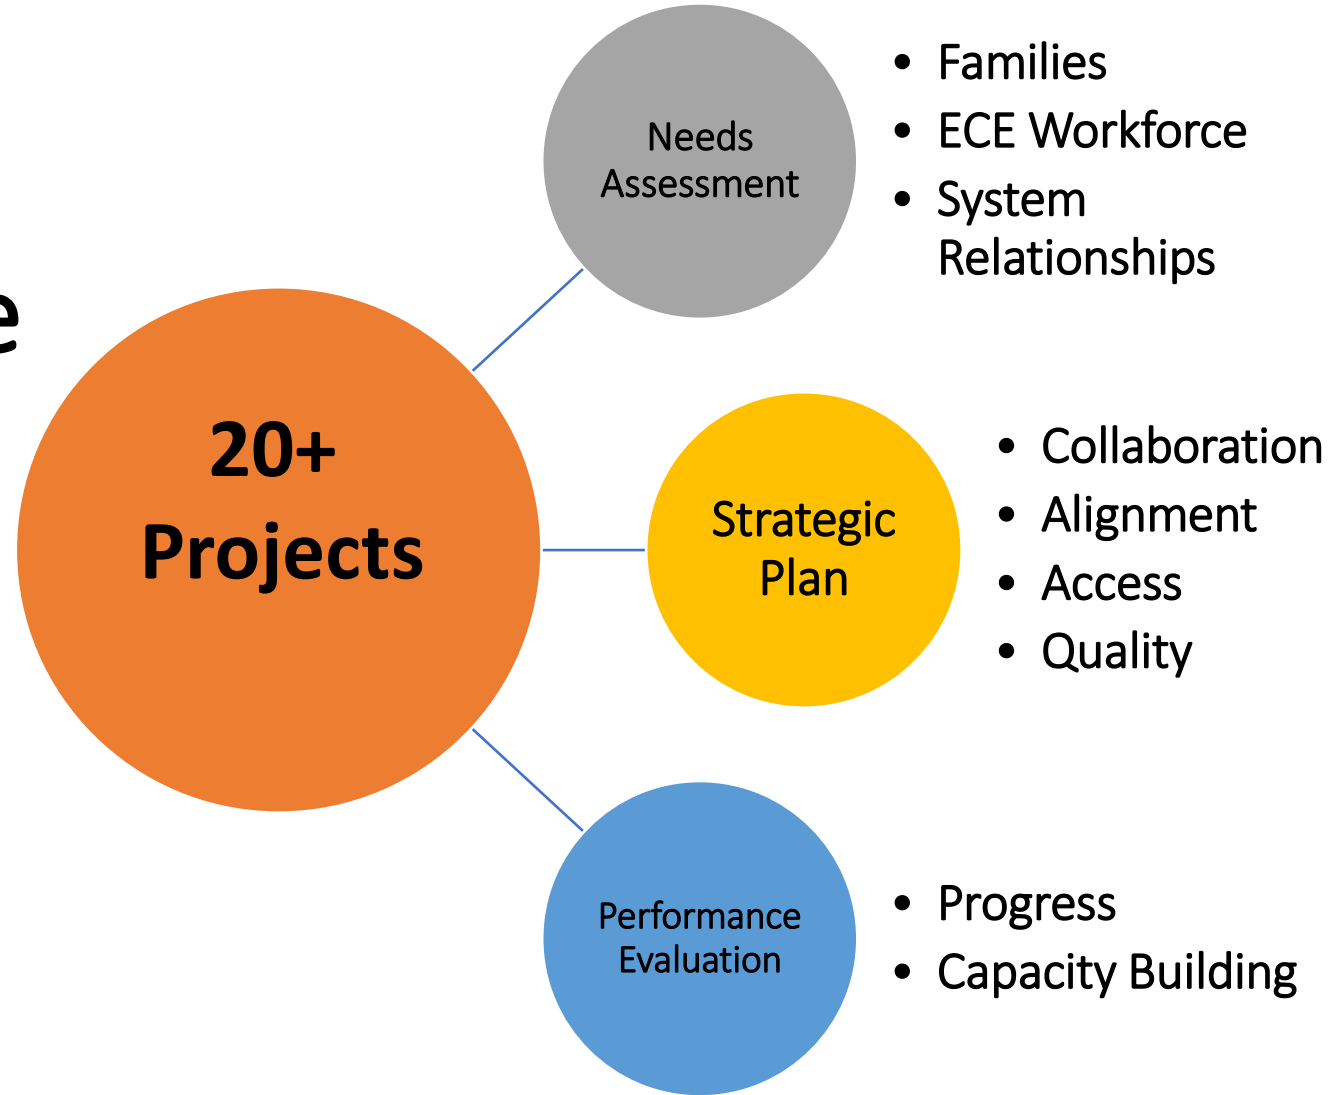 20+
Projects
Needs
Assessment
• Families
• ECE Workforce
• System
Relationships
Strategic
Plan
• Collaboration
• Alignment
• Access
• Quality
Performance
Evaluation
• Progress
• Capacity Building